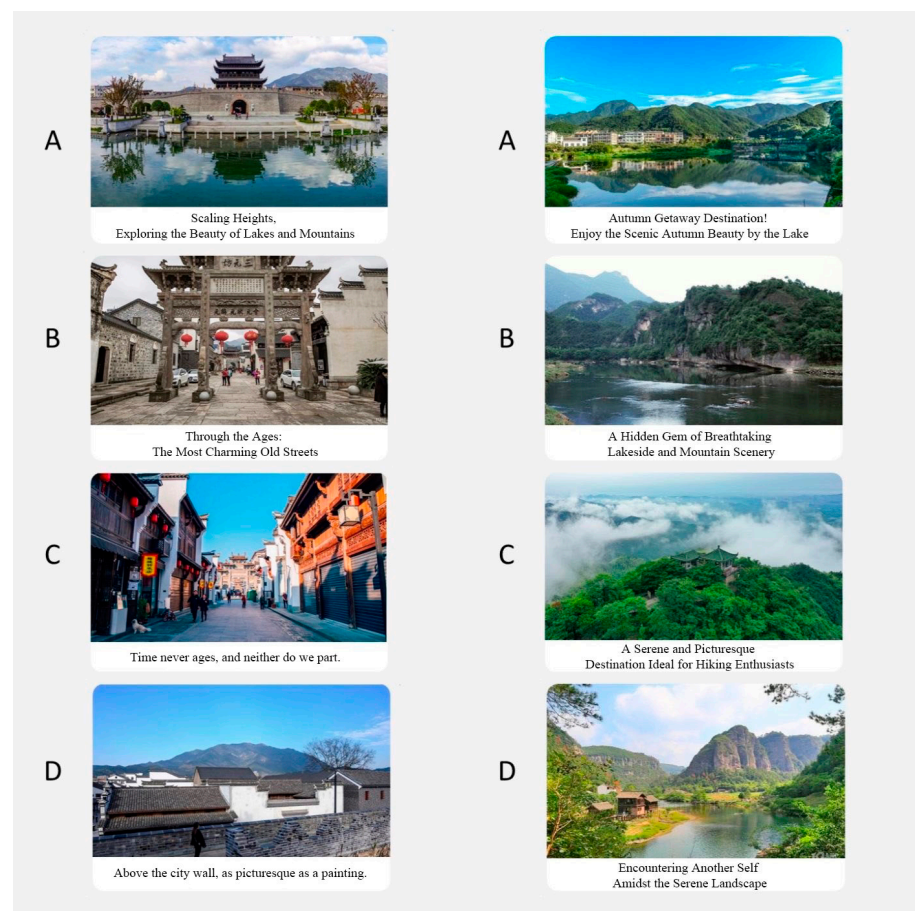 A
Scaling Heights,
Exploring the Beauty of Lakes and Mountains
B
Through the Ages:
The Most Charming Old Streets
C
Time never ages, and neither do we part.
D
Above the city wall, as picturesque as a painting.
A
Autumn Getaway Destination!
Enjoy the Scenic Autumn Beauty by the Lake
B
A Hidden Gem of Breathtaking
Lakeside and Mountain Scenery
C
A Serene and Picturesque
Destination Ideal for Hiking Enthusiasts
D
Encountering Another Self
Amidst the Serene Landscape